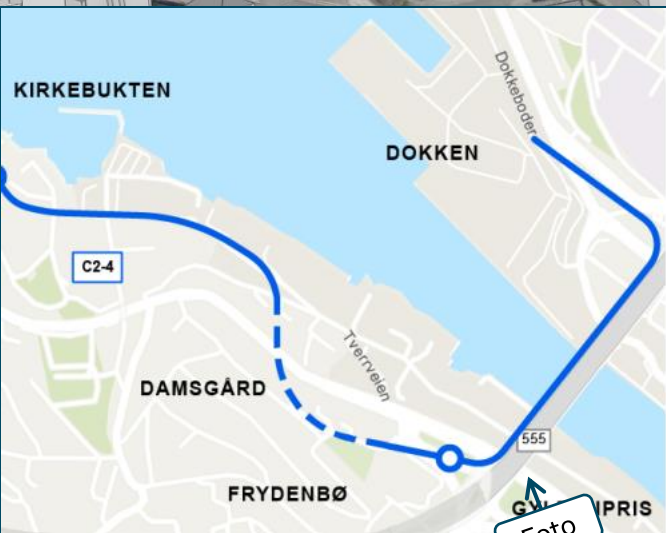 KIRKEBUKTEN
Dokkeboder
DOKKEN
C2-4
Tverrveien
DAMSGÅRD
555
FRYDENBØ
Foto